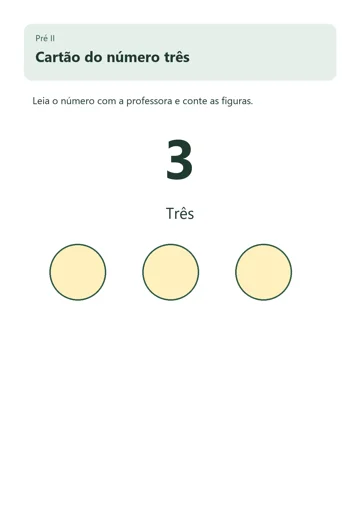 Pré II
Cartão do número três
Leia o número com a professora e conte as figuras.
3
Três